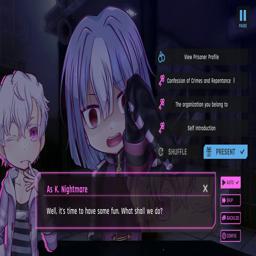 PAUSE
View Prisoner Profile
Confession of Crimes and Repentance
The organization you belong to
Self Introduction
SHUFFLE
PRESENT
AUTO
SKIP
BACKLOG
CONFIG
As K. Nightmare
X
Well, it's time to have some fun. What shall we do?